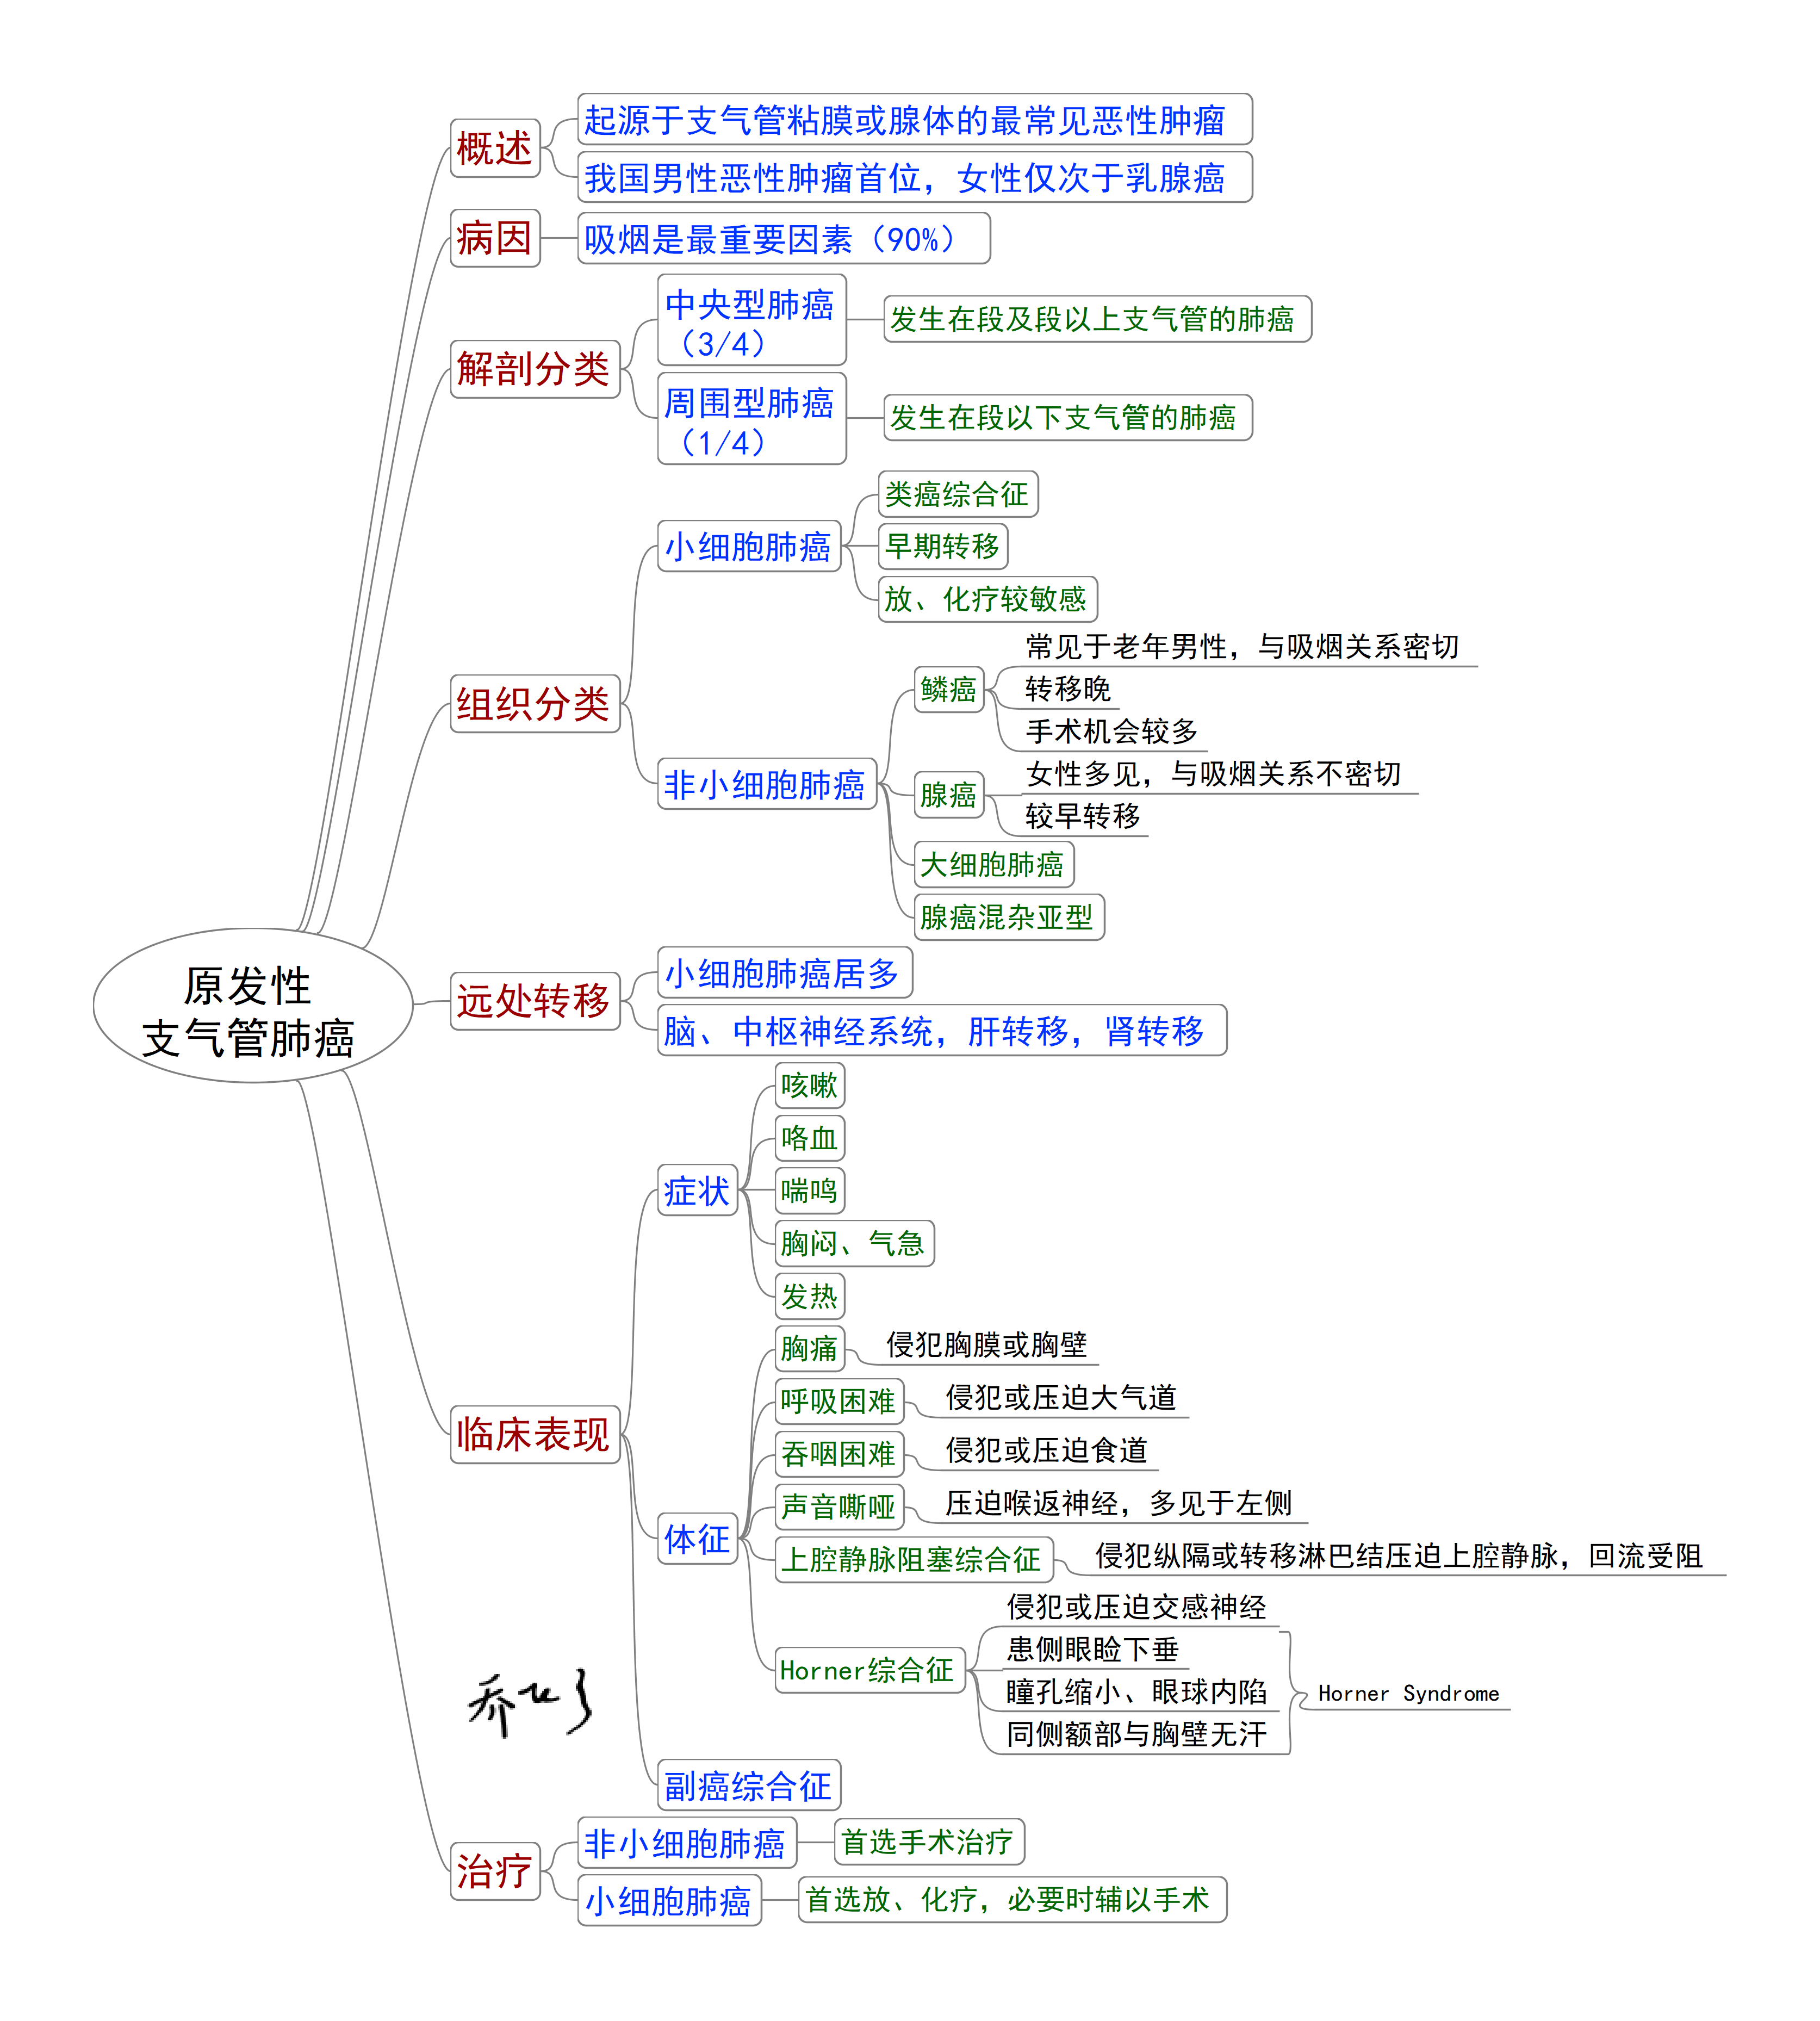 概述
起源于支气管粘膜或腺体的最常见恶性肿瘤
我国男性恶性肿瘤首位，女性仅次于乳腺癌
病因
吸烟是最重要因素（90%）
解剖分类
中央型肺癌
（3/4）
发生在段及段以上支气管的肺癌
周围型肺癌
（1/4）
发生在段以下支气管的肺癌
组织分类
小细胞肺癌
类癌综合征
早期转移
放、化疗较敏感
非小细胞肺癌
鳞癌
常见于老年男性，与吸烟关系密切
转移晚
手术机会较多
腺癌
女性多见，与吸烟关系不密切
较早转移
大细胞肺癌
腺癌混杂亚型
原发性
支气管肺癌
远处转移
小细胞肺癌居多
脑、中枢神经系统，肝转移，肾转移
临床表现
症状
咳嗽
咯血
喘鸣
胸闷、气急
发热
体征
胸痛
侵犯胸膜或胸壁
呼吸困难
侵犯或压迫大气道
吞咽困难
侵犯或压迫食道
声音嘶哑
压迫喉返神经，多见于左侧
上腔静脉阻塞综合征
侵犯纵隔或转移淋巴结压迫上腔静脉，回流受阻
Horner综合征
侵犯或压迫交感神经
患侧眼睑下垂
瞳孔缩小、眼球内陷
同侧额部与胸壁无汗
Horner Syndrome
副癌综合征
治疗
非小细胞肺癌
首选手术治疗
小细胞肺癌
首选放、化疗，必要时辅以手术